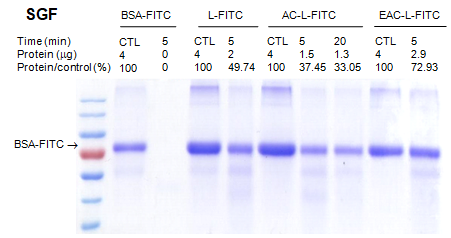 SGF BSA-FITC L-FITC AC-L-FITC EAC-L-FITC
Time (min) CTL 5 CTL 5 CTL 5 20 CTL 5
Protein (µg) 4 0 4 2 4 1.5 1.3 4 2.9
Protein/control (%) 100 0 100 49.74 100 37.45 33.05 100 72.93
BSA-FITC →